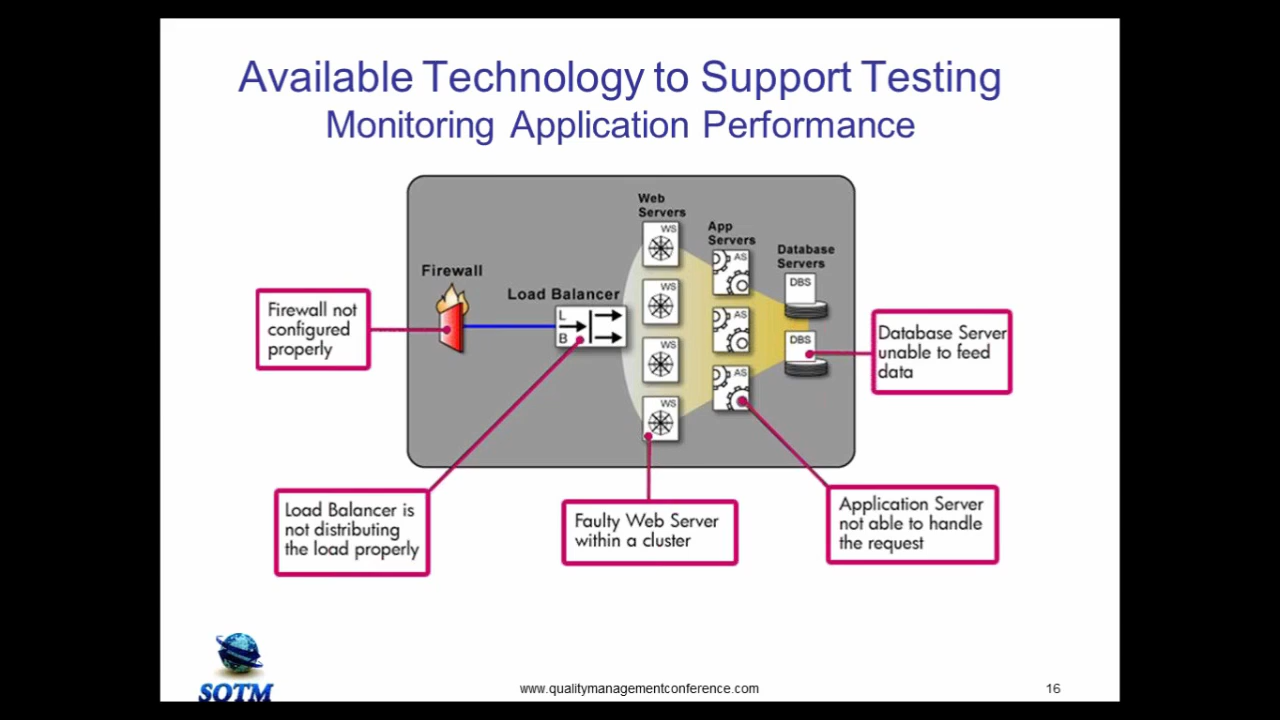 Available Technology to Support Testing
Monitoring Application Performance
Web
Servers
WS
WS
WS
WS
App
Servers
AS
AS
AS
Database
Servers
DBS
DBS
Firewall
Load Balancer
L
B
Firewall not
configured
properly
Database Server
unable to feed
data
Load Balancer is
not distributing
the load properly
Faulty Web Server
within a cluster
Application Server
not able to handle
the request
SOTM
www.qualitymanagementconference.com
16